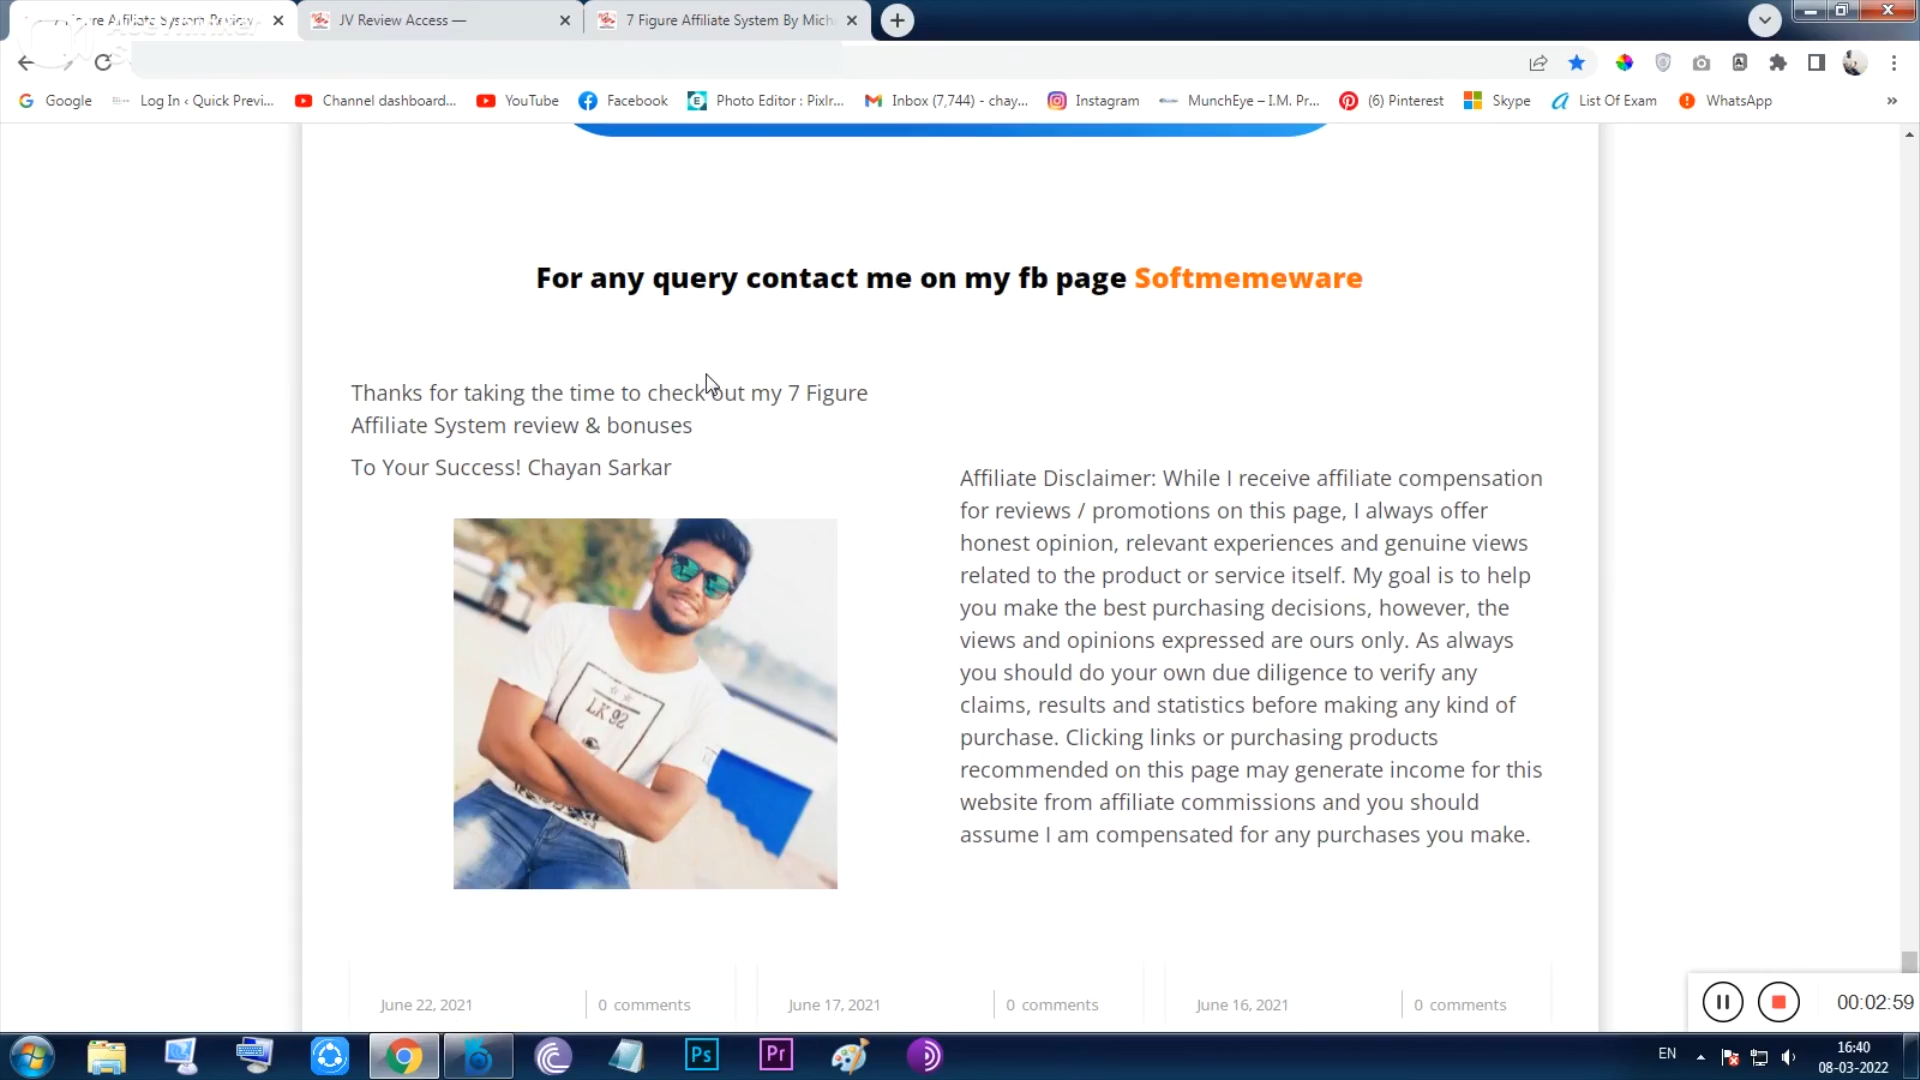 7 Figure Affiliate System Review
JV Review Access —
7 Figure Affiliate System By Mich
Google
Log In ‹ Quick Previ...
Channel dashboard...
YouTube
Facebook
Photo Editor : Pixlr...
Inbox (7,744) - chay...
Instagram
MunchEye – I.M. Pr...
(6) Pinterest
Skype
List Of Exam
WhatsApp
»
For any query contact me on my fb page Softmemeware
Thanks for taking the time to check out my 7 Figure
Affiliate System review & bonuses
To Your Success! Chayan Sarkar
LK 92
Affiliate Disclaimer: While I receive affiliate compensation
for reviews / promotions on this page, I always offer
honest opinion, relevant experiences and genuine views
related to the product or service itself. My goal is to help
you make the best purchasing decisions, however, the
views and opinions expressed are ours only. As always
you should do your own due diligence to verify any
claims, results and statistics before making any kind of
purchase. Clicking links or purchasing products
recommended on this page may generate income for this
website from affiliate commissions and you should
assume I am compensated for any purchases you make.
June 22, 2021
0 comments
June 17, 2021
0 comments
June 16, 2021
0 comments
00:02:59
Ps
Pr
EN
16:40
08-03-2022